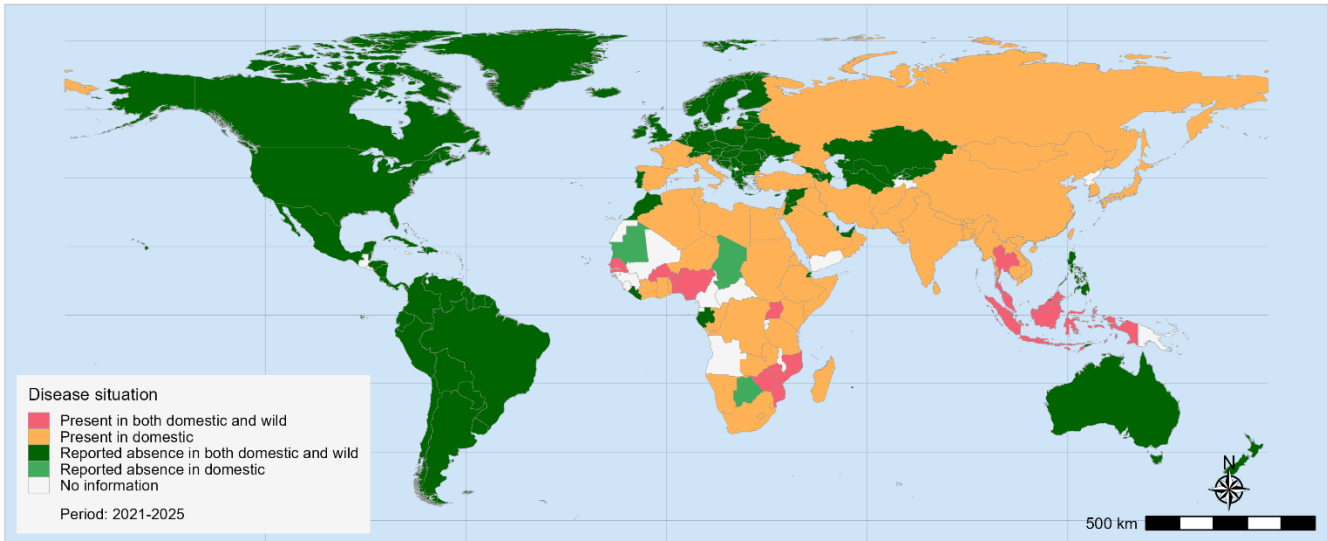 Disease situation
Present in both domestic and wild
Present in domestic
Reported absence in both domestic and wild
Reported absence in domestic
No information
Period: 2021-2025
N
500 km